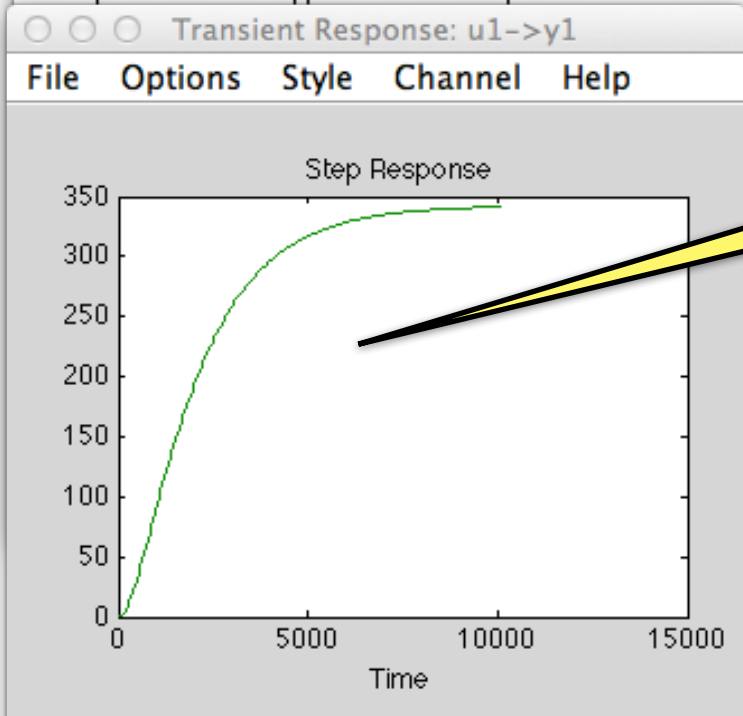 Transient Response: u1->y1
File Options Style Channel Help
Step Response
350
300
250
200
150
100
50
0
0 5000 10000 15000
Time